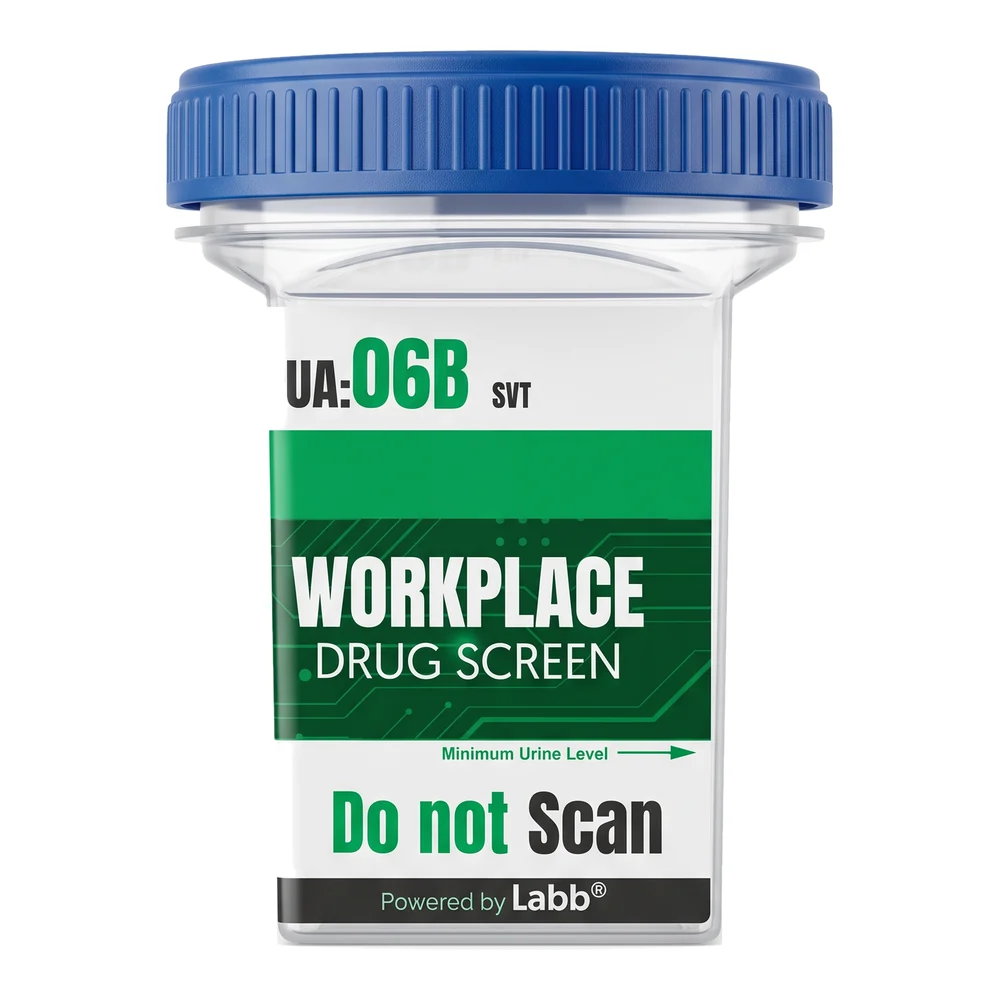 UA:06B SVT
WORKPLACE
DRUG SCREEN
Minimum Urine Level
Do not Scan
Powered by Labb®